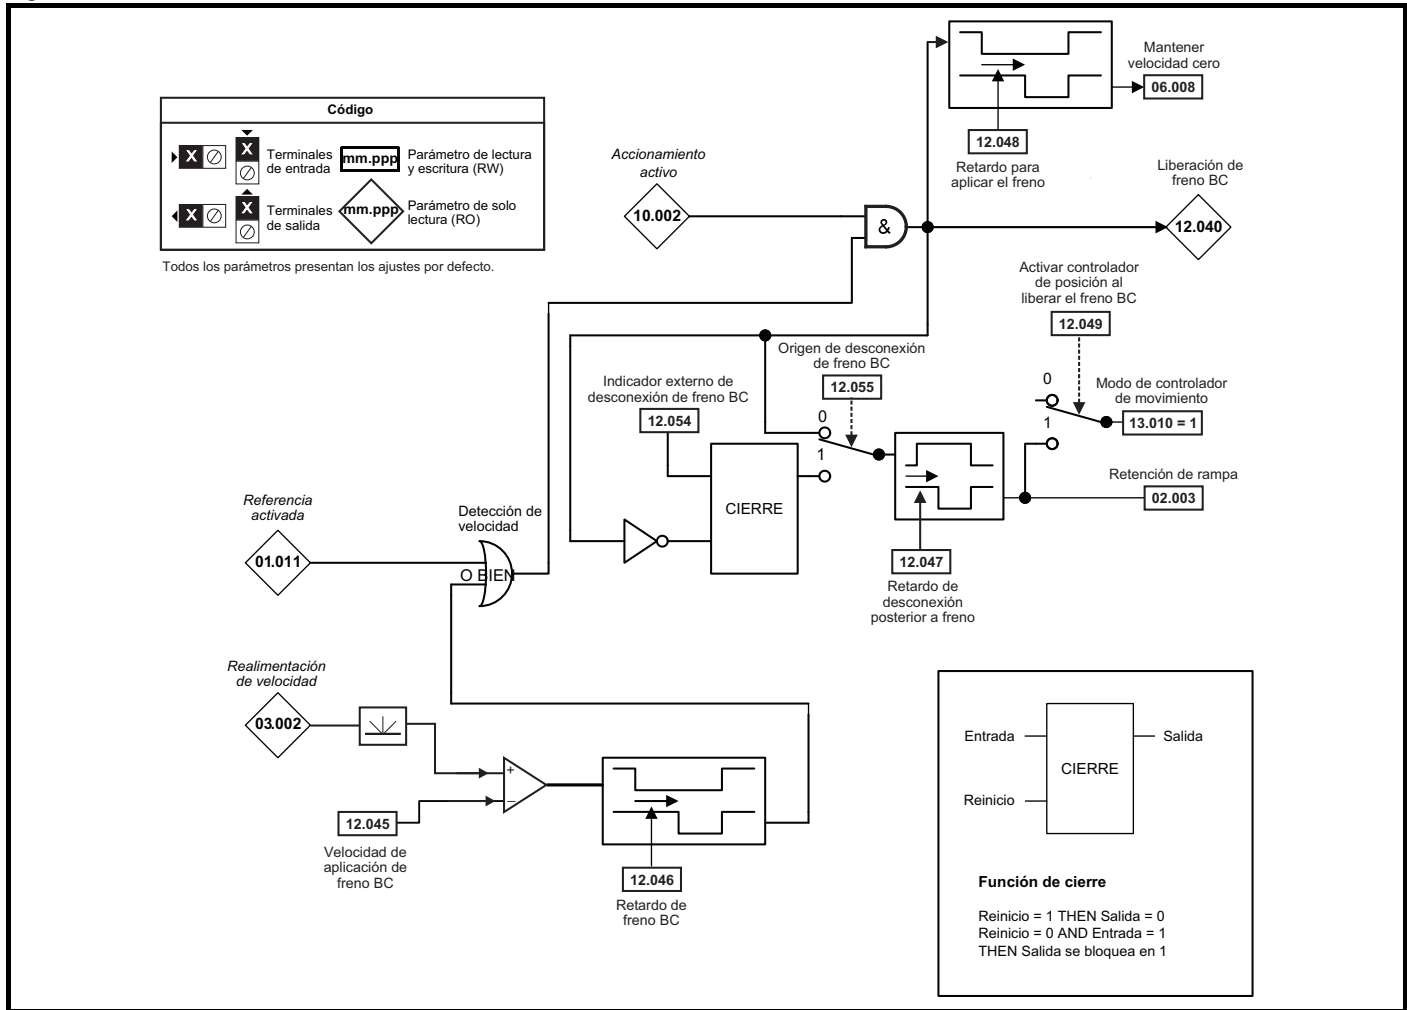 Código
X
X
Terminales
de entrada
mm.ppp
Parámetro de lectura
y escritura (RW)
X
X
Terminales
de salida
mm.ppp
Parámetro de solo
lectura (RO)
Todos los parámetros presentan los ajustes por defecto.
Mantener
velocidad cero
06.008
12.048
Retardo para
aplicar el freno
Accionamiento
activo
10.002
&
Liberación de
freno BC
12.040
Activar controlador
de posición al
liberar el freno BC
12.049
Origen de desconexión
de freno BC
12.055
Indicador externo de
desconexión de freno BC
12.054
0
1
0
1
Modo de controlador
de movimiento
13.010 = 1
Retención de rampa
02.003
CIERRE
12.047
Retardo de
desconexión
posterior a freno
Referencia
activada
01.011
Detección de
velocidad
O BIEN
Realimentación
de velocidad
03.002
+
−
12.045
Velocidad de
aplicación de
freno BC
12.046
Retardo de
freno BC
Entrada
Reinicio
CIERRE
Salida
Función de cierre
Reinicio = 1 THEN Salida = 0
Reinicio = 0 AND Entrada = 1
THEN Salida se bloquea en 1